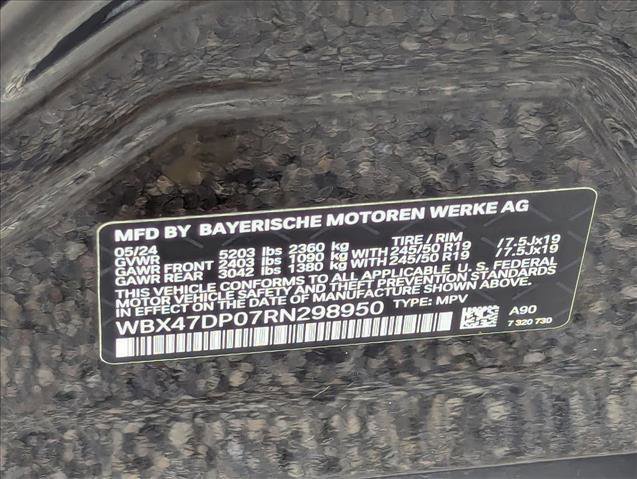 MFD BY BAYERISCHE MOTOREN WERKE AG
05/24 TIRE / RIM
GVWR 5203 lbs 2360 kg
GAWR FRONT 2403 lbs 1090 kg WITH 245/50 R19 /7.5Jx19
GAWR REAR 3042 lbs 1380 kg WITH 245/50 R19 /7.5Jx19
THIS VEHICLE CONFORMS TO ALL APPLICABLE U.S. FEDERAL
MOTOR VEHICLE SAFETY AND THEFT PREVENTION STANDARDS
IN EFFECT ON THE DATE OF MANUFACTURE SHOWN ABOVE.
WBX47DP07RN298950 TYPE: MPV A90
7 320 730